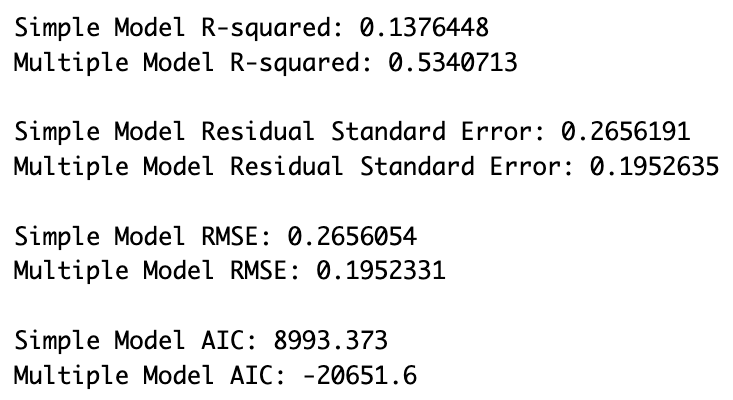 Simple Model R-squared: 0.1376448
Multiple Model R-squared: 0.5340713
Simple Model Residual Standard Error: 0.2656191
Multiple Model Residual Standard Error: 0.1952635
Simple Model RMSE: 0.2656054
Multiple Model RMSE: 0.1952331
Simple Model AIC: 8993.373
Multiple Model AIC: -20651.6